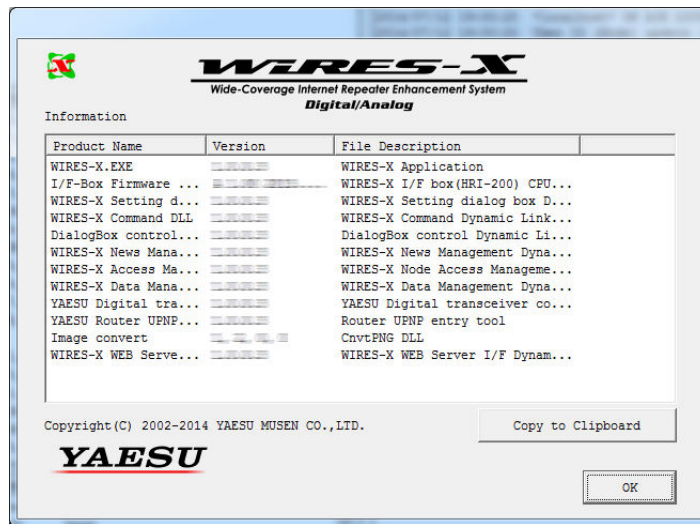 WiRES-X
Wide-Coverage Internet Repeater Enhancement System
Digital/Analog
Information
Product Name Version File Description
WIRES-X.EXE WIRES-X Application
I/F-Box Firmware ... WIRES-X I/F box(HRI-200) CPU...
WIRES-X Setting d... WIRES-X Setting dialog box D...
WIRES-X Command DLL WIRES-X Command Dynamic Link...
DialogBox control... DialogBox control Dynamic Li...
WIRES-X News Mana... WIRES-X News Management Dyna...
WIRES-X Access Ma... WIRES-X Node Access Manageme...
WIRES-X Data Mana... WIRES-X Data Management Dyna...
YAESU Digital tra... YAESU Digital transceiver co...
YAESU Router UPNP... Router UPNP entry tool
Image convert CnvtPNG DLL
WIRES-X WEB Serve... WIRES-X WEB Server I/F Dynam...
Copyright(C) 2002-2014 YAESU MUSEN CO.,LTD.
Copy to Clipboard
YAESU
OK